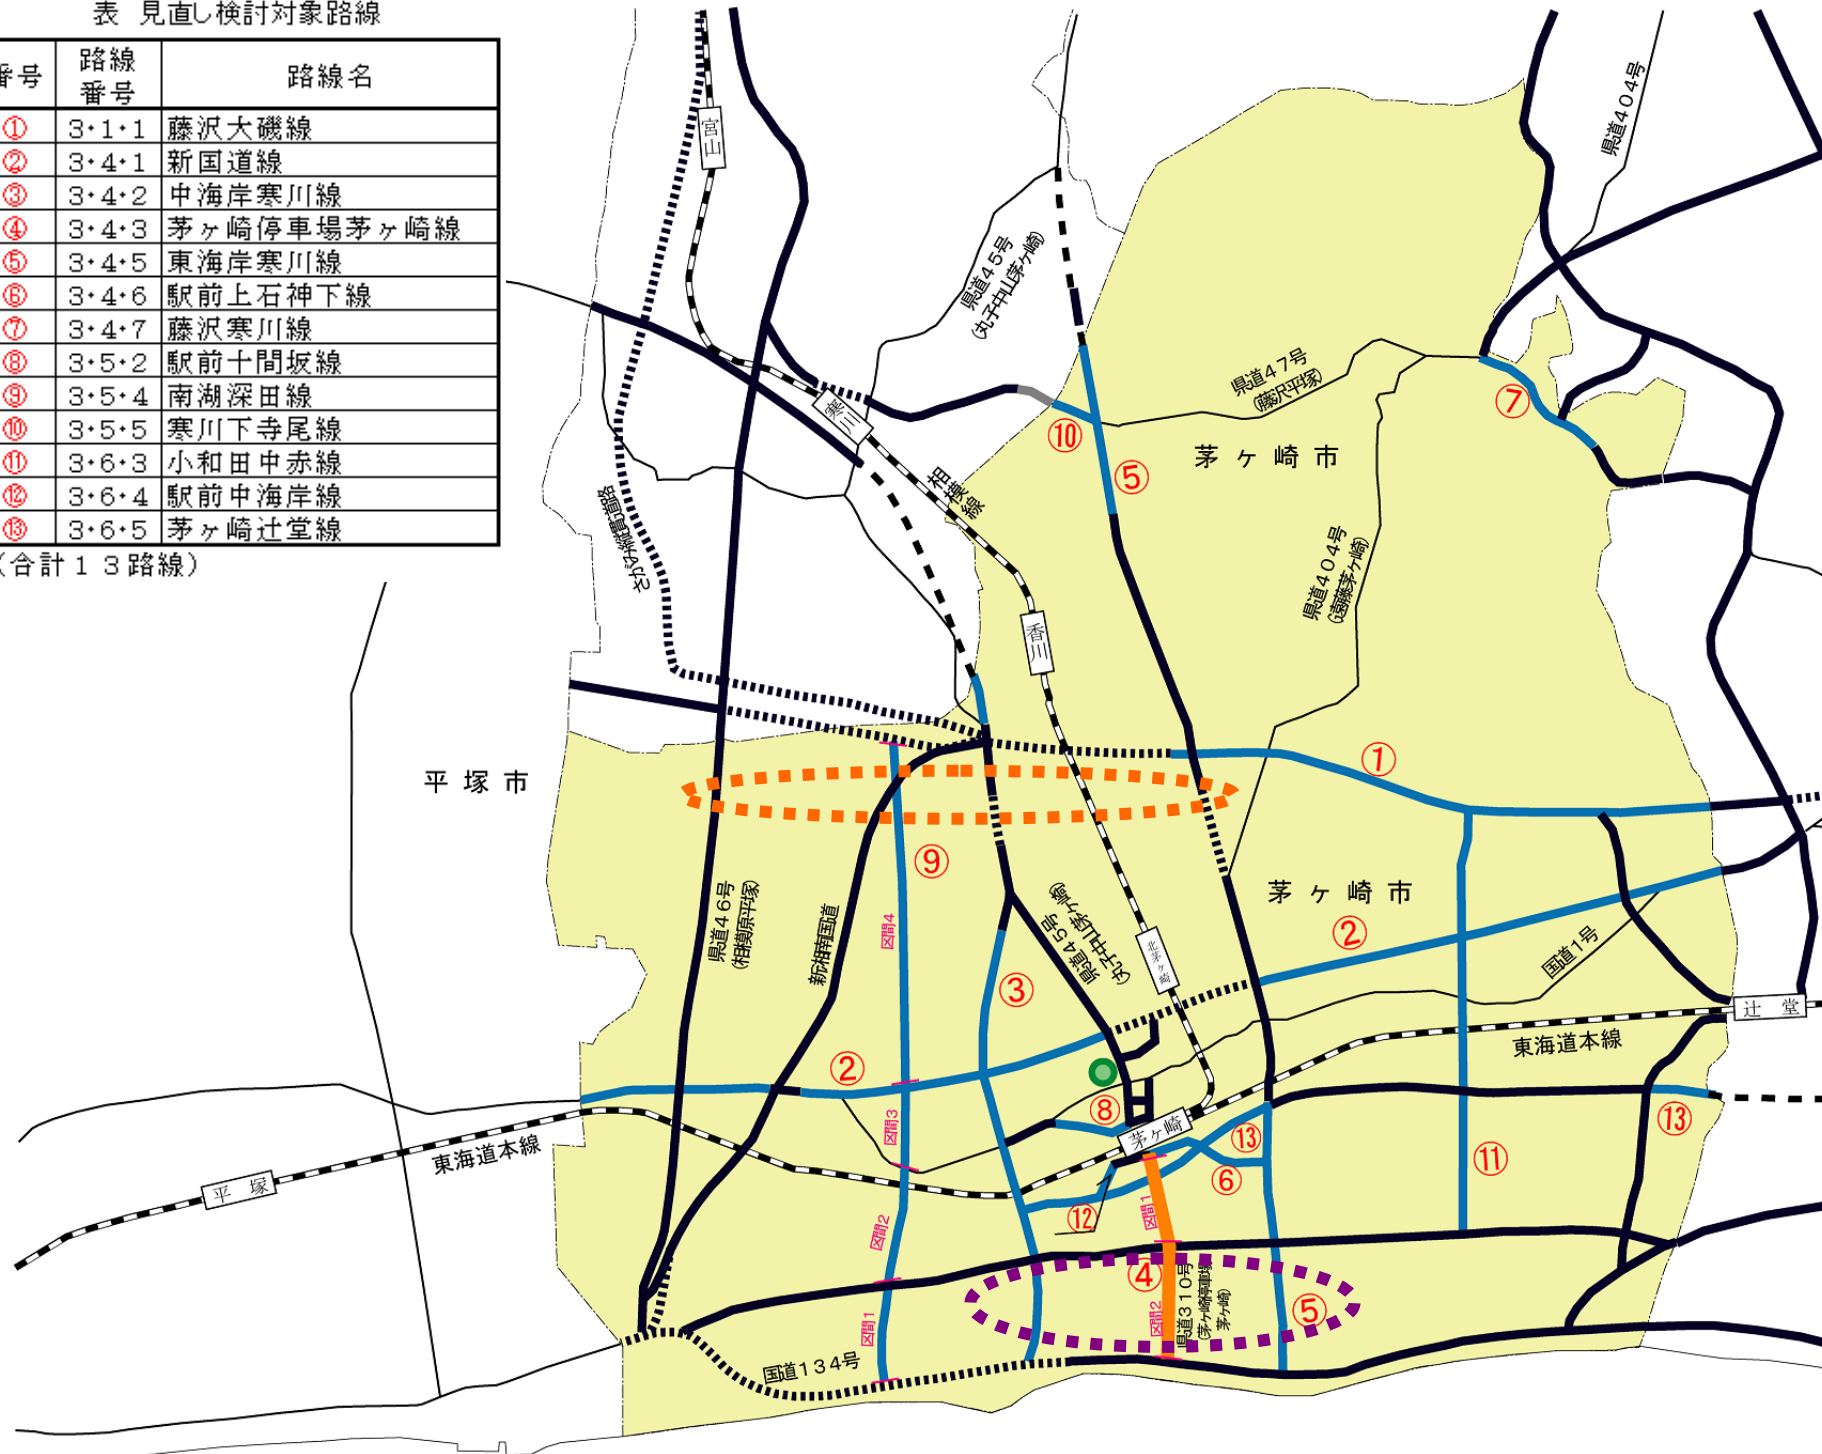 表 見直し検討対象路線
番号 路線番号 路線名
① 3・1・1 藤沢大磯線
② 3・4・1 新国道線
③ 3・4・2 中海岸寒川線
④ 3・4・3 茅ヶ崎停車場茅ヶ崎線
⑤ 3・4・5 東海岸寒川線
⑥ 3・4・6 駅前上石神下線
⑦ 3・4・7 藤沢寒川線
⑧ 3・5・2 駅前十間坂線
⑨ 3・5・4 南湖深田線
⑩ 3・5・5 寒川下寺尾線
⑪ 3・6・3 小和田中赤線
⑫ 3・6・4 駅前中海岸線
⑬ 3・6・5 茅ヶ崎辻堂線
(合計13路線)
宮山
県道404号
県道45号
(丸子中山茅ヶ崎)
県道47号
(藤沢平塚)
⑦
寒川
⑩
⑤
茅ヶ崎市
相模線
さがみ縦貫道路
県道404号
(遠藤茅ヶ崎)
香川
平塚市
①
⑨
県道46号
(相模原平塚)
新湘南国道
区間4
県道45号
(丸子中山茅ヶ崎)
茅ヶ崎市
②
北茅ヶ崎
国道1号
③
辻堂
東海道本線
②
⑧
区間3
茅ヶ崎
⑬
⑬
東海道本線
平塚
⑥
⑪
⑫
区間1
区間2
④
県道310号
(茅ヶ崎停車場
茅ヶ崎)
⑤
区間1
区間2
国道134号